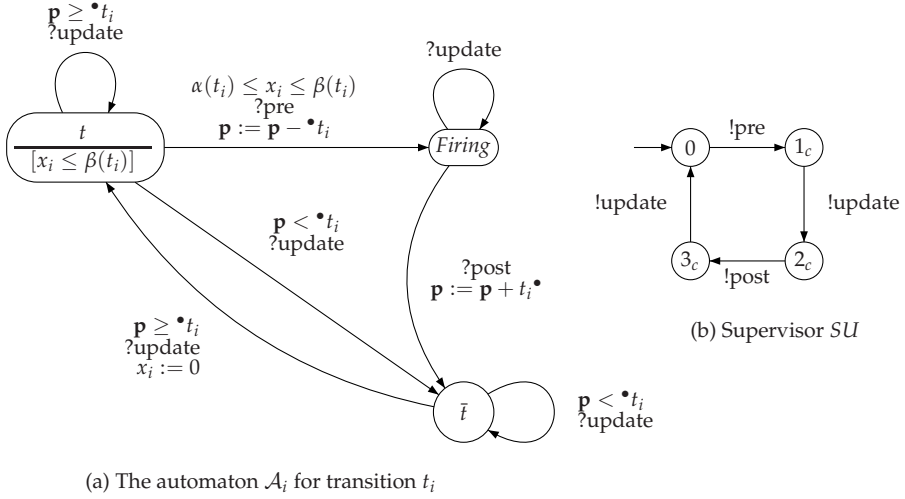 p ≥ •tᵢ
?update
t
[xᵢ ≤ β(tᵢ)]
α(tᵢ) ≤ xᵢ ≤ β(tᵢ)
?pre
p := p − •tᵢ
?update
Firing
p < •tᵢ
?update
?post
p := p + tᵢ•
p ≥ •tᵢ
?update
xᵢ := 0
t̄
p < •tᵢ
?update
(a) The automaton 𝒜ᵢ for transition tᵢ
0
!pre
1c
!update
!update
3c
!post
2c
(b) Supervisor SU